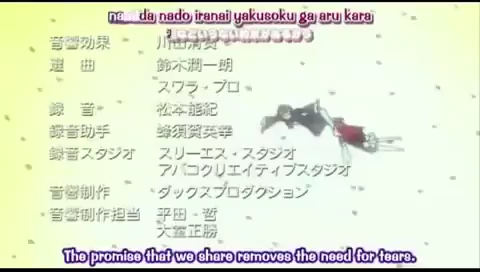 namida nado iranai yakusoku ga aru kara
音響効果 川田清貴
選曲 鈴木潤一朗
スワラ・プロ
録音 松本能紀
録音助手 蜂須賀英幸
録音スタジオ スリーエス・スタジオ
アバコクリエイティブスタジオ
音響制作 ダックスプロダクション
音響制作担当 平田 哲
大室正勝
The promise that we share removes the need for tears.